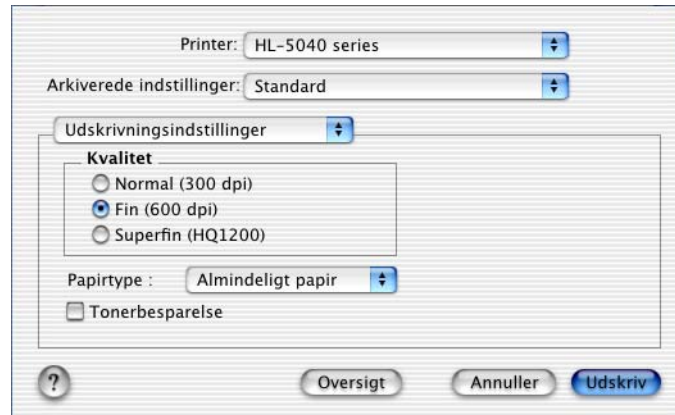 Printer: HL-5040 series
Arkiverede indstillinger: Standard
Udskrivningsindstillinger
Kvalitet
Normal (300 dpi)
Fin (600 dpi)
Superfin (HQ1200)
Papirtype : Almindeligt papir
Tonerbesparelse
? Oversigt Annuller Udskriv